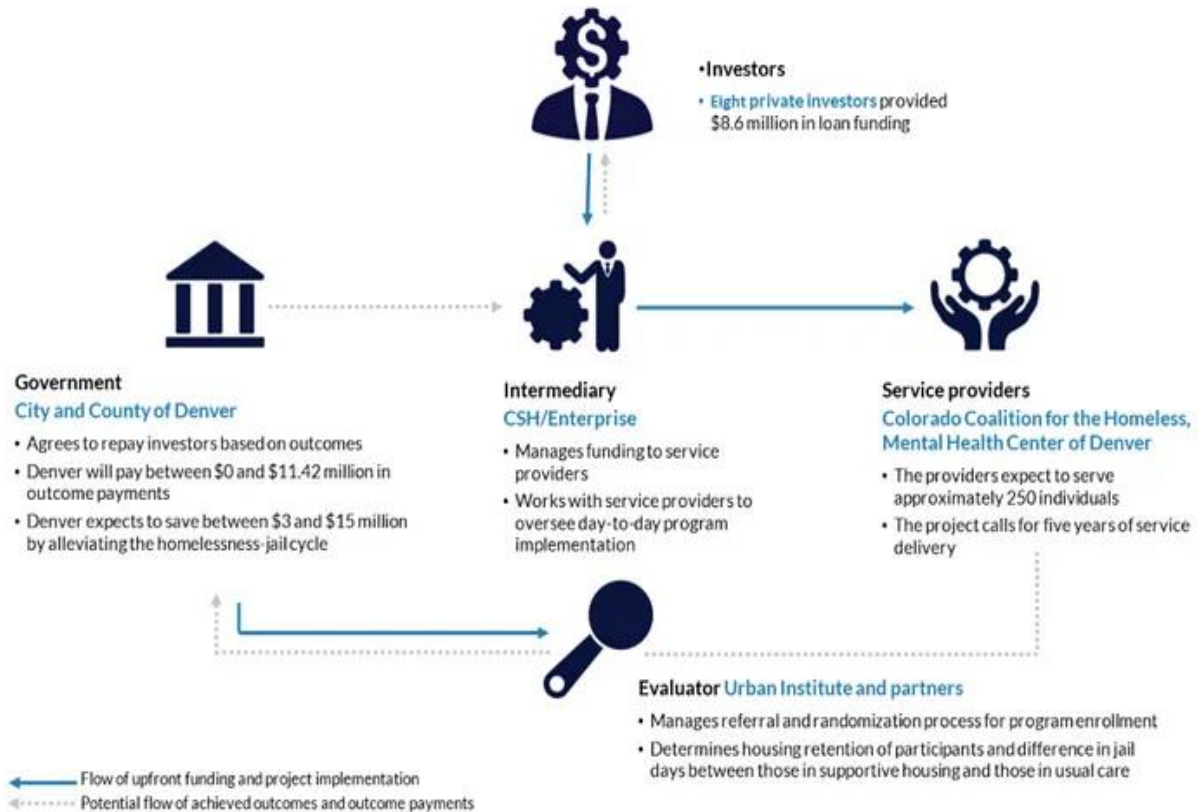 $
•Investors
• Eight private investors provided
$8.6 million in loan funding
Government
City and County of Denver
• Agrees to repay investors based on outcomes
• Denver will pay between $0 and $11.42 million in
outcome payments
• Denver expects to save between $3 and $15 million
by alleviating the homelessness-jail cycle
Intermediary
CSH/Enterprise
• Manages funding to service
providers
• Works with service providers to
oversee day-to-day program
implementation
Service providers
Colorado Coalition for the Homeless,
Mental Health Center of Denver
• The providers expect to serve
approximately 250 individuals
• The project calls for five years of service
delivery
Evaluator Urban Institute and partners
• Manages referral and randomization process for program enrollment
• Determines housing retention of participants and difference in jail
days between those in supportive housing and those in usual care
Flow of upfront funding and project implementation
Potential flow of achieved outcomes and outcome payments